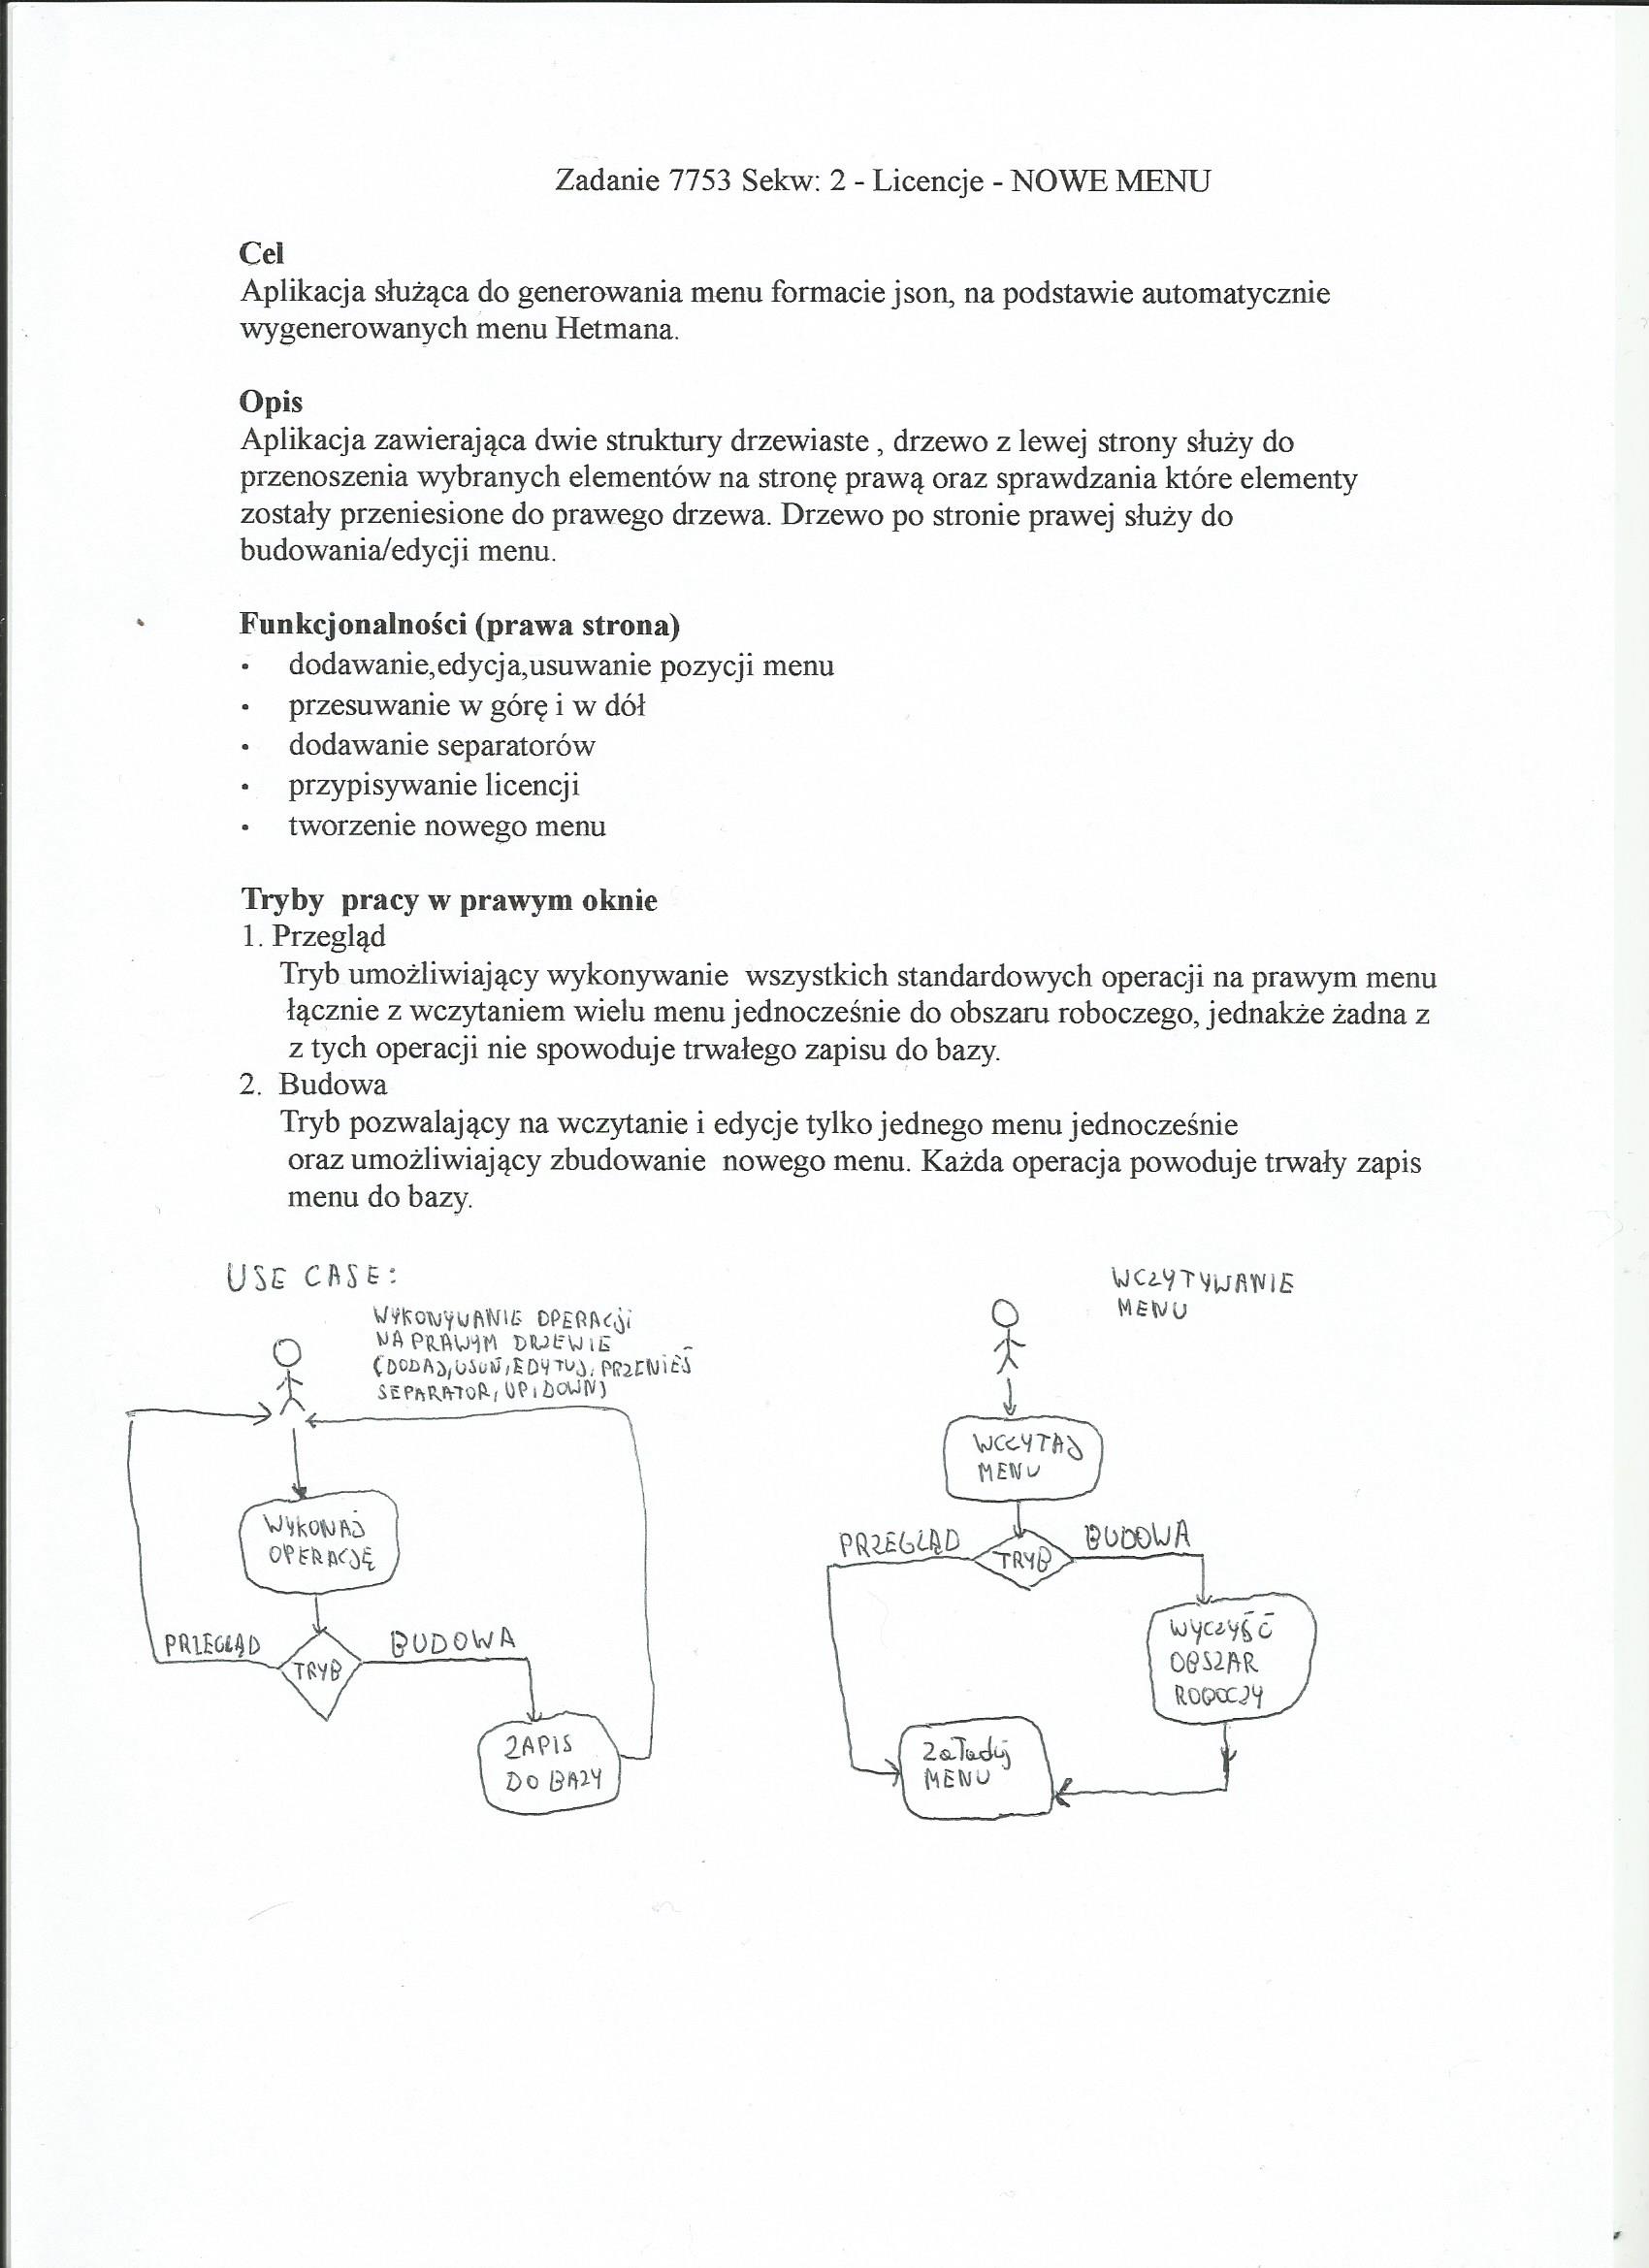 Zadanie 7753 Sekw: 2 - Licencje - NOWE MENU
Cel
Aplikacja służąca do generowania menu formacie json, na podstawie automatycznie
wygenerowanych menu Hetmana.
Opis
Aplikacja zawierająca dwie struktury drzewiaste , drzewo z lewej strony służy do
przenoszenia wybranych elementów na stronę prawą oraz sprawdzania które elementy
zostały przeniesione do prawego drzewa. Drzewo po stronie prawej służy do
budowania/edycji menu.
Funkcjonalności (prawa strona)
• dodawanie,edycja,usuwanie pozycji menu
• przesuwanie w górę i w dół
• dodawanie separatorów
• przypisywanie licencji
• tworzenie nowego menu
Tryby pracy w prawym oknie
1. Przegląd
Tryb umożliwiający wykonywanie wszystkich standardowych operacji na prawym menu
łącznie z wczytaniem wielu menu jednocześnie do obszaru roboczego, jednakże żadna z
z tych operacji nie spowoduje trwałego zapisu do bazy.
2. Budowa
Tryb pozwalający na wczytanie i edycje tylko jednego menu jednocześnie
oraz umożliwiający zbudowanie nowego menu. Każda operacja powoduje trwały zapis
menu do bazy.
USE CASE:
WYKONYWANIE OPERACJi
NA PRAWYM DRZEWIE
(DODAJ, USUŃ, EDYTUJ, PRZENIEŚ
SEPARATOR, UP i DOWN)
WYKONAJ
OPERACJĘ
PRZEGLĄD
TRYB
BUDOWA
ZAPIS
DO BAZY
WCZYTYWANIE
MENU
WCZYTAJ
MENU
PRZEGLĄD
TRYB
BUDOWA
WYCZYŚĆ
OBSZAR
ROBOCZY
Załaduj
MENU